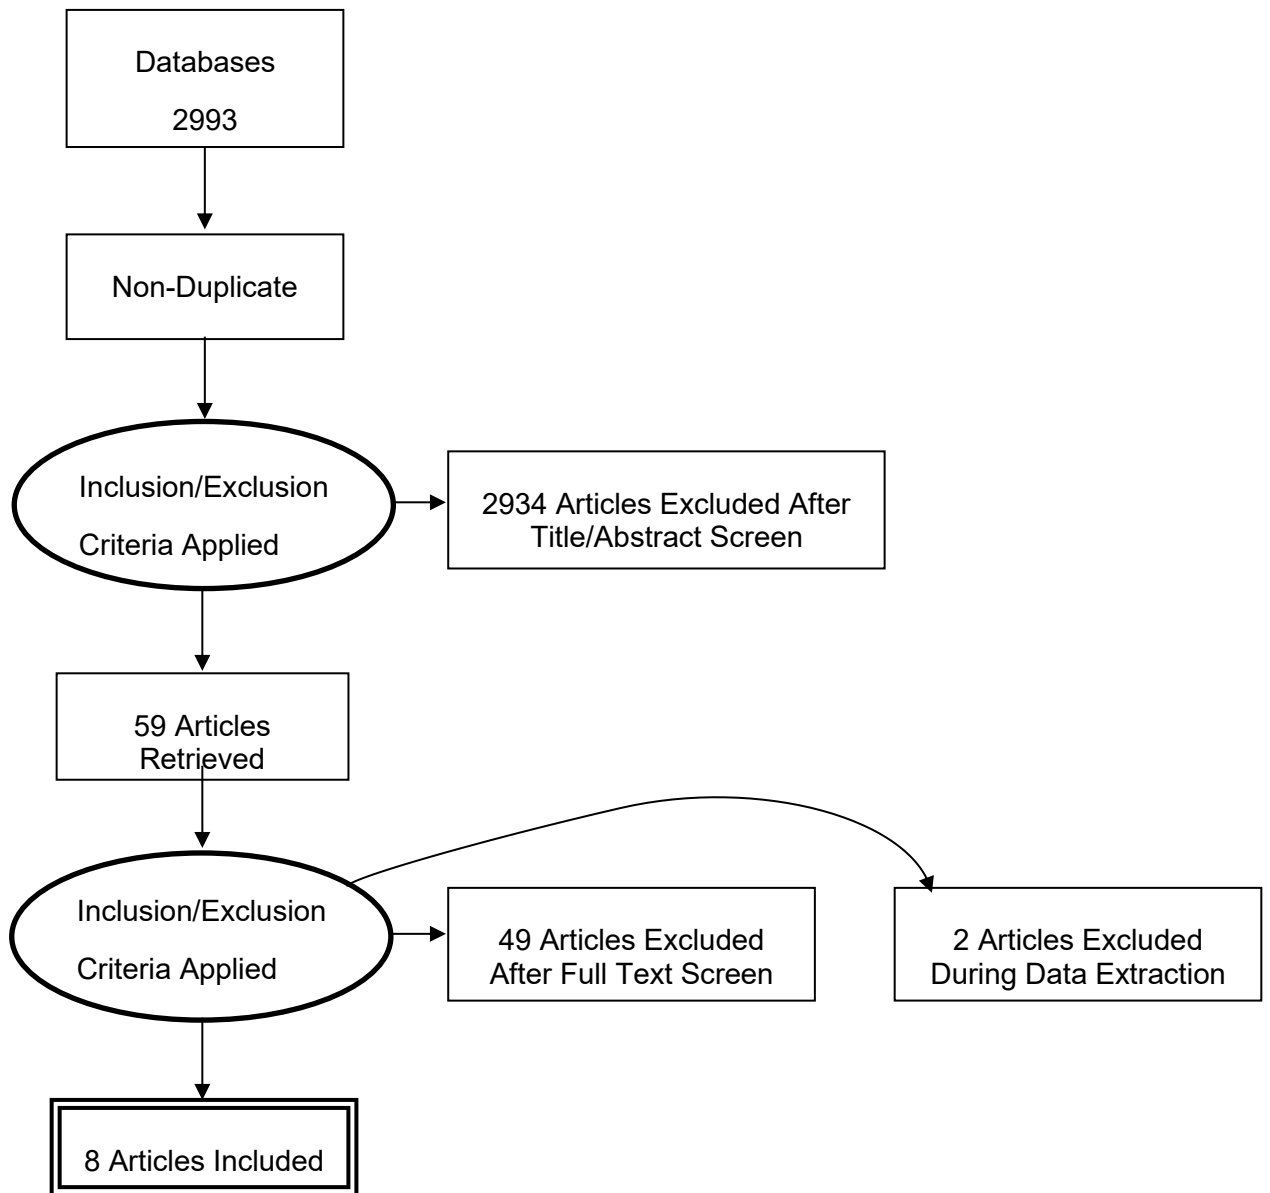 Databases
2993
Non-Duplicate
Inclusion/Exclusion
Criteria Applied
2934 Articles Excluded After
Title/Abstract Screen
59 Articles
Retrieved
Inclusion/Exclusion
Criteria Applied
49 Articles Excluded
After Full Text Screen
2 Articles Excluded
During Data Extraction
8 Articles Included